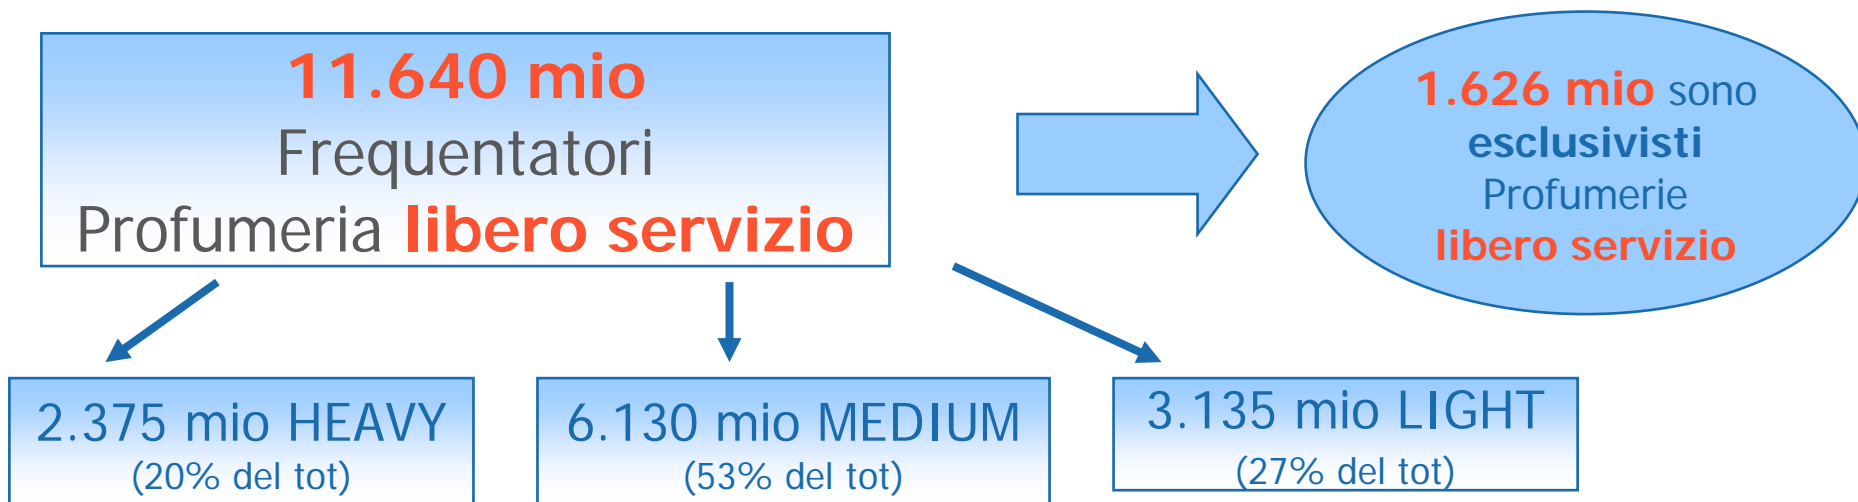 11.640 mio
Frequentatori
Profumeria libero servizio
1.626 mio sono
esclusivisti
Profumerie
libero servizio
2.375 mio HEAVY
(20% del tot)
6.130 mio MEDIUM
(53% del tot)
3.135 mio LIGHT
(27% del tot)